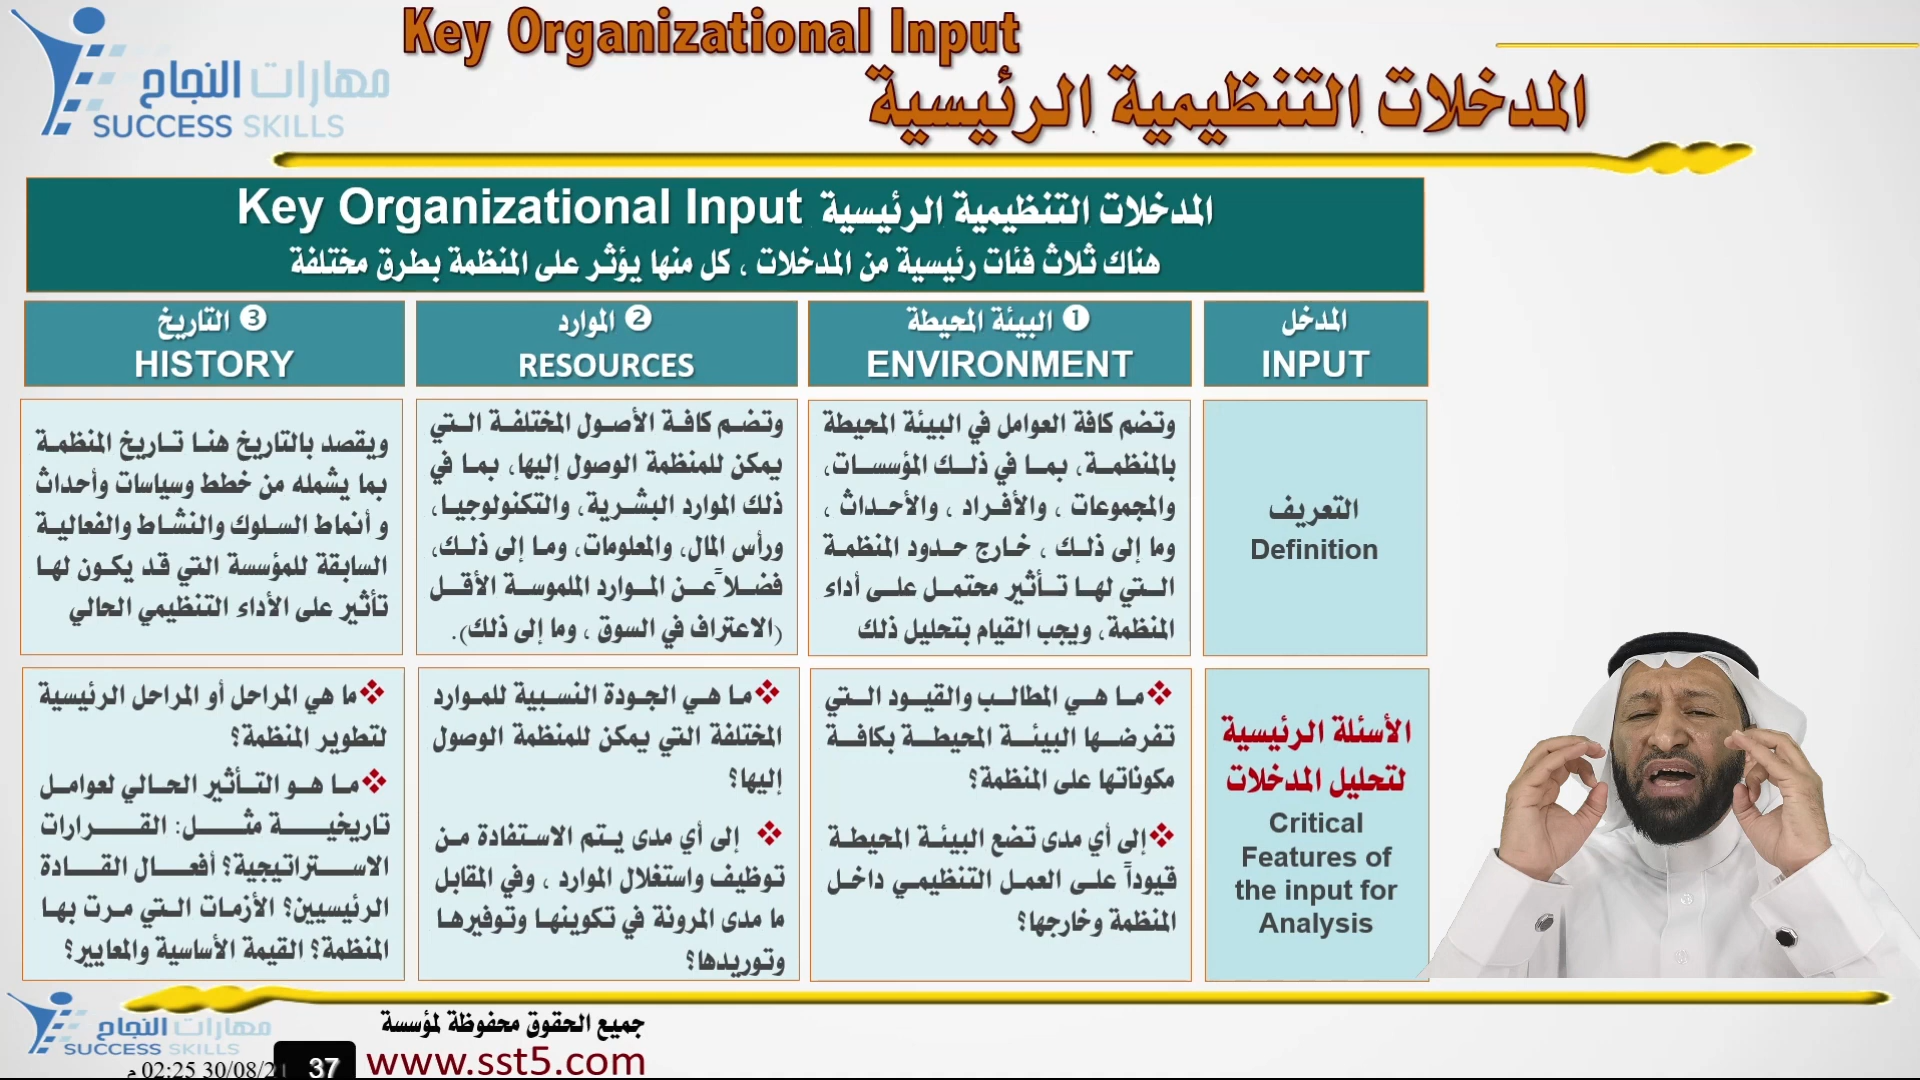 Key Organizational Input
المدخلات التنظيمية الرئيسية
مهارات النجاح
SUCCESS SKILLS
المدخلات التنظيمية الرئيسية Key Organizational Input
هناك ثلاث فئات رئيسية من المدخلات ، كل منها يؤثر على المنظمة بطرق مختلفة
المدخل
INPUT
❶ البيئة المحيطة
ENVIRONMENT
❷ الموارد
RESOURCES
❸ التاريخ
HISTORY
التعريف
Definition
وتضم كافة العوامل في البيئة المحيطة
بالمنظمة، بما في ذلك المؤسسات،
والمجموعات ، والأفراد ، والأحداث ،
وما إلى ذلك ، خارج حدود المنظمة
التي لها تأثير محتمل على أداء
المنظمة، ويجب القيام بتحليل ذلك
وتضم كافة الأصول المختلفة التي
يمكن للمنظمة الوصول إليها، بما في
ذلك الموارد البشرية، والتكنولوجيا،
ورأس المال، والمعلومات، وما إلى ذلك،
فضلاً عن الموارد الملموسة الأقل
(الاعتراف في السوق ، وما إلى ذلك).
ويقصد بالتاريخ هنا تاريخ المنظمة
بما يشمله من خطط وسياسات وأحداث
و أنماط السلوك والنشاط والفعالية
السابقة للمؤسسة التي قد يكون لها
تأثير على الأداء التنظيمي الحالي
الأسئلة الرئيسية
لتحليل المدخلات
Critical
Features of
the input for
Analysis
❖ما هي المطالب والقيود التي
تفرضها البيئة المحيطة بكافة
مكوناتها على المنظمة؟
❖إلى أي مدى تضع البيئة المحيطة
قيوداً على العمل التنظيمي داخل
المنظمة وخارجها؟
❖ما هي الجودة النسبية للموارد
المختلفة التي يمكن للمنظمة الوصول
إليها؟
❖ إلى أي مدى يتم الاستفادة من
توظيف واستغلال الموارد ، وفي المقابل
ما مدى المرونة في تكوينها وتوفيرها
وتوريدها؟
❖ما هي المراحل أو المراحل الرئيسية
لتطوير المنظمة؟
❖ما هو التأثير الحالي لعوامل
تاريخية مثل: القرارات
الاستراتيجية؟ أفعال القادة
الرئيسيين؟ الأزمات التي مرت بها
المنظمة؟ القيمة الأساسية والمعايير؟
مهارات النجاح
SUCCESS SKILLS
جميع الحقوق محفوظة لمؤسسة
www.sst5.com
37
02:25 م